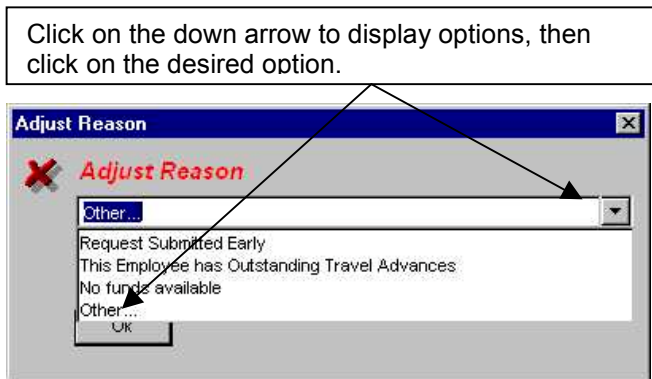 Click on the down arrow to display options, then
click on the desired option.
Adjust Reason
Adjust Reason
Other...
Request Submitted Early
This Employee has Outstanding Travel Advances
No funds available
Other...
Ok